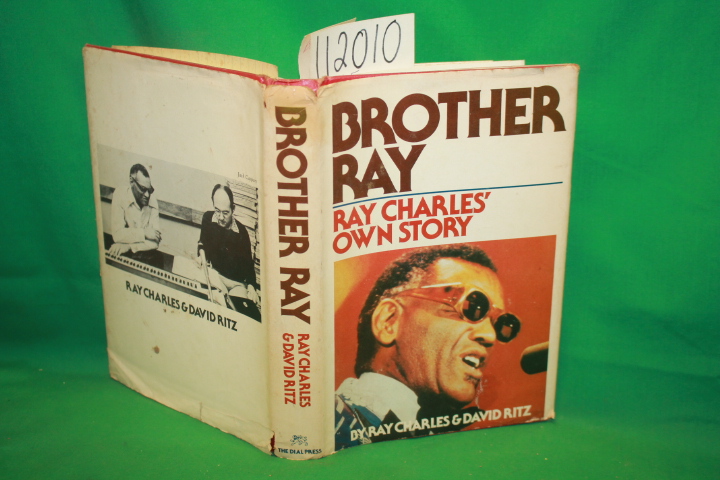 112010
BROTHER
RAY
RAY CHARLES'
OWN STORY
BY RAY CHARLES & DAVID RITZ
BROTHER RAY
RAY CHARLES
& DAVID RITZ
THE DIAL PRESS
RAY CHARLES & DAVID RITZ